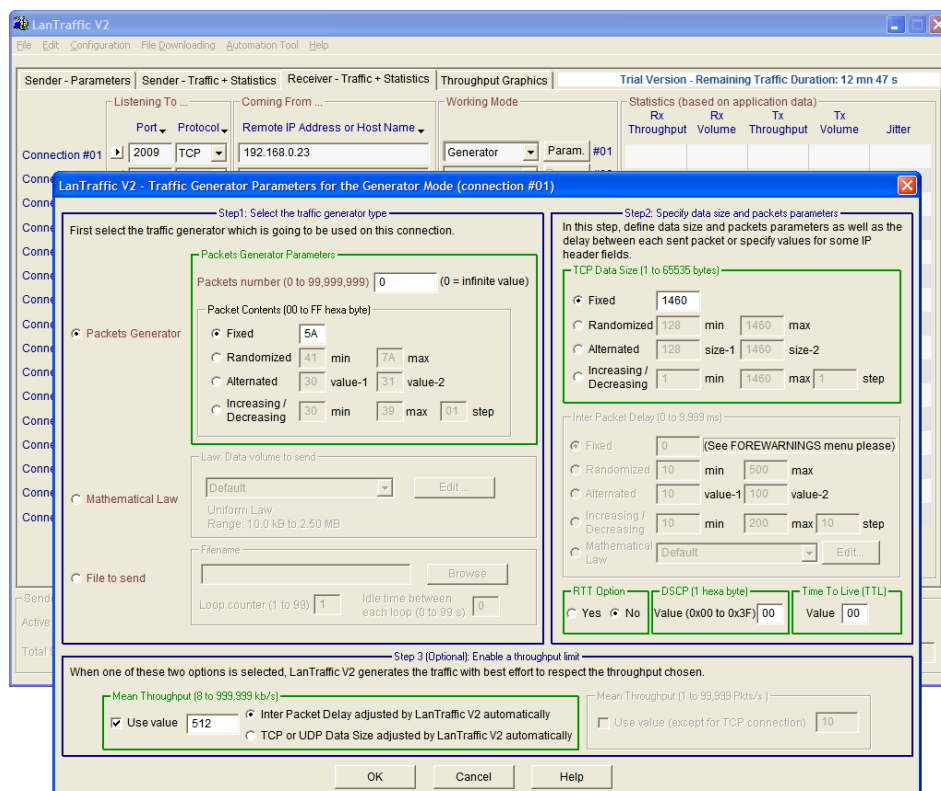 LanTraffic V2
File Edit Configuration File Downloading Automation Tool Help
Sender - Parameters Sender - Traffic + Statistics Receiver - Traffic + Statistics Throughput Graphics Trial Version - Remaining Traffic Duration: 12 mn 47 s
Listening To ... Coming From ... Working Mode Statistics (based on application data)
Rx Rx Tx Tx
Port Protocol Remote IP Address or Host Name Throughput Volume Throughput Volume Jitter
Connection #01 2009 TCP 192.168.0.23 Generator Param. #01
LanTraffic V2 - Traffic Generator Parameters for the Generator Mode (connection #01)
Step1: Select the traffic generator type
First select the traffic generator which is going to be used on this connection.
Packets Generator Parameters
Packets number (0 to 99,999,999) 0 (0 = infinite value)
Packet Contents (00 to FF hexa byte)
Packets Generator
Fixed 5A
Randomized 41 min 7A max
Alternated 30 value-1 31 value-2
Increasing /
Decreasing 30 min 39 max 01 step
Mathematical Law
Law: Data volume to send
Default Edit ...
Uniform Law
Range: 10.0 kB to 2.50 MB
File to send
Filename
Browse
Loop counter (1 to 99) 1 Idle time between
each loop (0 to 99 s) 0
Step2: Specify data size and packets parameters
In this step, define data size and packets parameters as well as the
delay between each sent packet or specify values for some IP
header fields.
TCP Data Size (1 to 65535 bytes)
Fixed 1460
Randomized 128 min 1460 max
Alternated 128 size-1 1460 size-2
Increasing /
Decreasing 1 min 1460 max 1 step
Inter Packet Delay (0 to 9,999 ms)
Fixed 0 (See FOREWARNINGS menu please)
Randomized 10 min 500 max
Alternated 10 value-1 100 value-2
Increasing /
Decreasing 10 min 200 max 10 step
Mathematical
Law Default Edit...
RTT Option DSCP (1 hexa byte) Time To Live (TTL)
Yes No Value (0x00 to 0x3F) 00 Value 00
Step 3 (Optional): Enable a throughput limit
When one of these two options is selected, LanTraffic V2 generates the traffic with best effort to respect the throughput chosen.
Mean Throughput (8 to 999,999 kb/s)
Use value 512 Inter Packet Delay adjusted by LanTraffic V2 automatically
TCP or UDP Data Size adjusted by LanTraffic V2 automatically
Mean Throughput (1 to 99,999 Pkts/s )
Use value (except for TCP connection) 10
OK Cancel Help